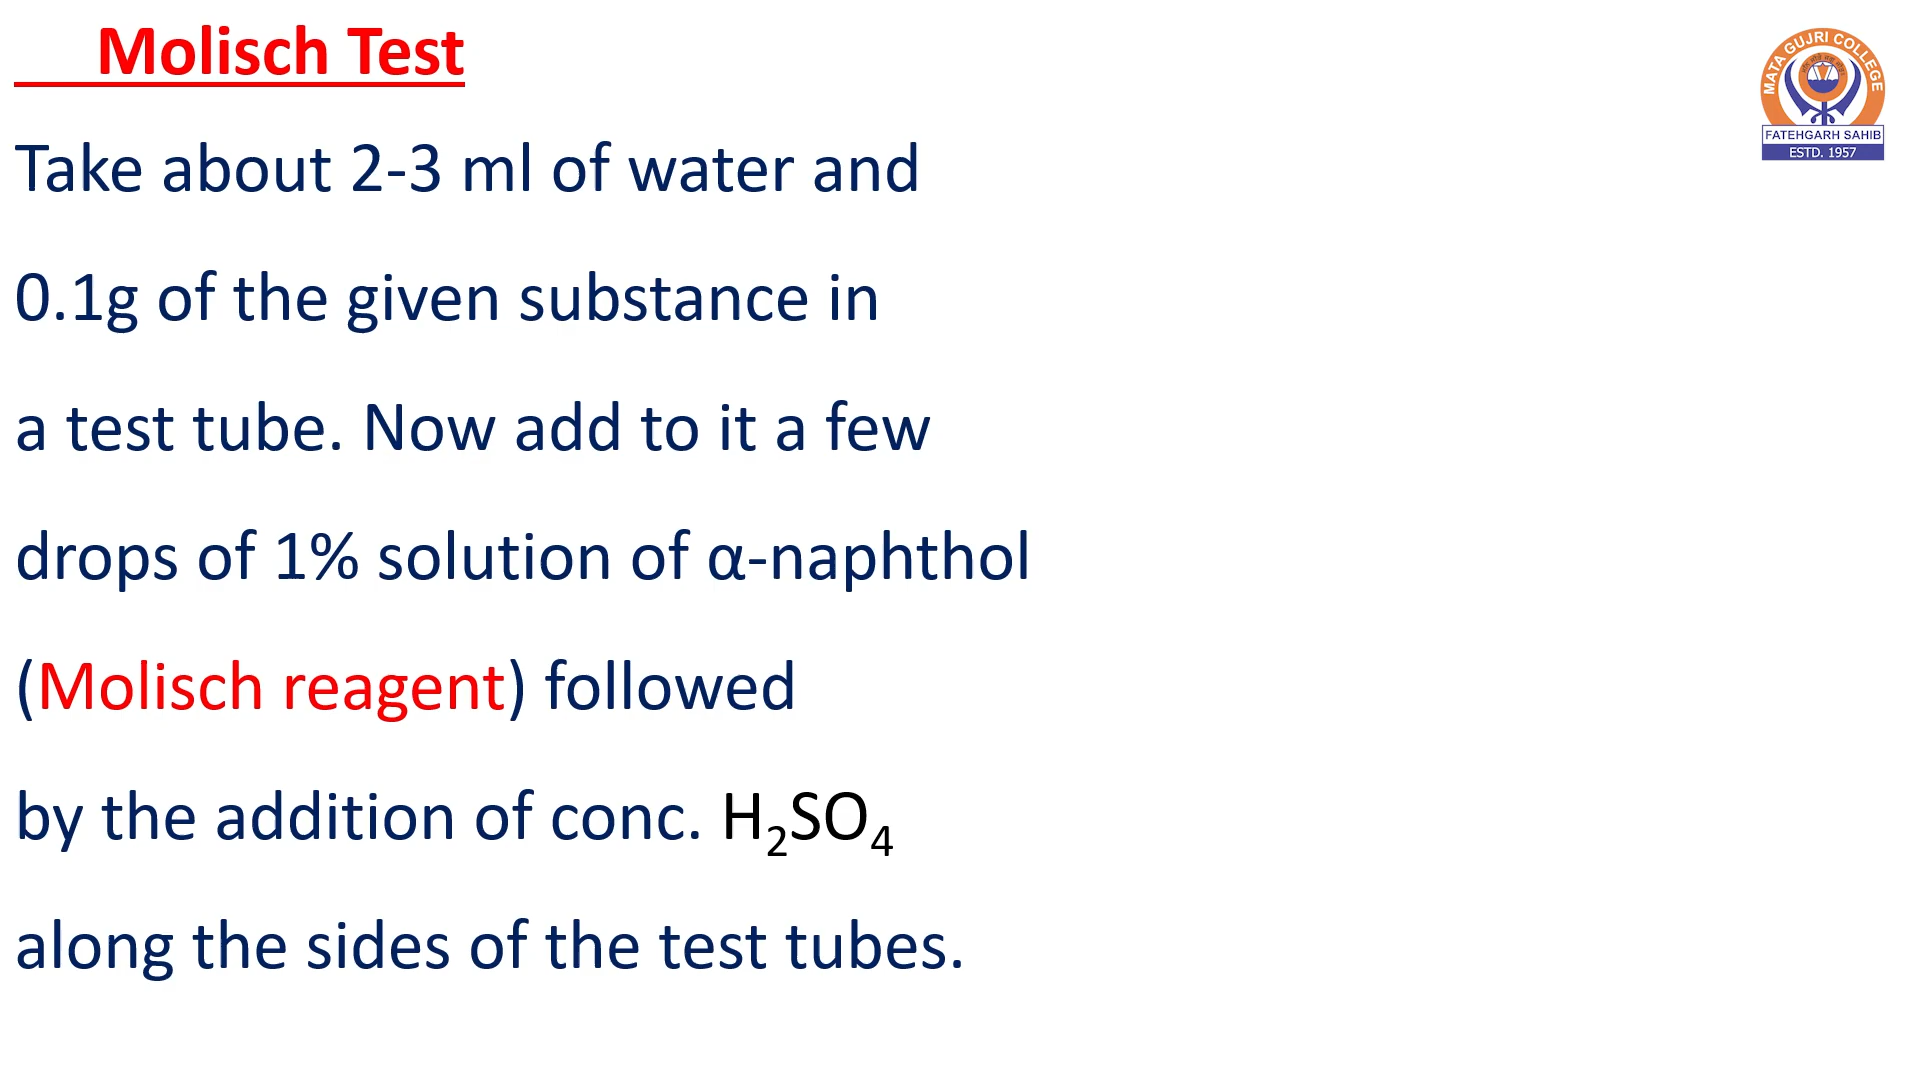 Molisch Test
Take about 2-3 ml of water and
0.1g of the given substance in
a test tube. Now add to it a few
drops of 1% solution of α-naphthol
(Molisch reagent) followed
by the addition of conc. H₂SO₄
along the sides of the test tubes.
MATA GUJRI COLLEGE
FATEHGARH SAHIB
ESTD. 1957